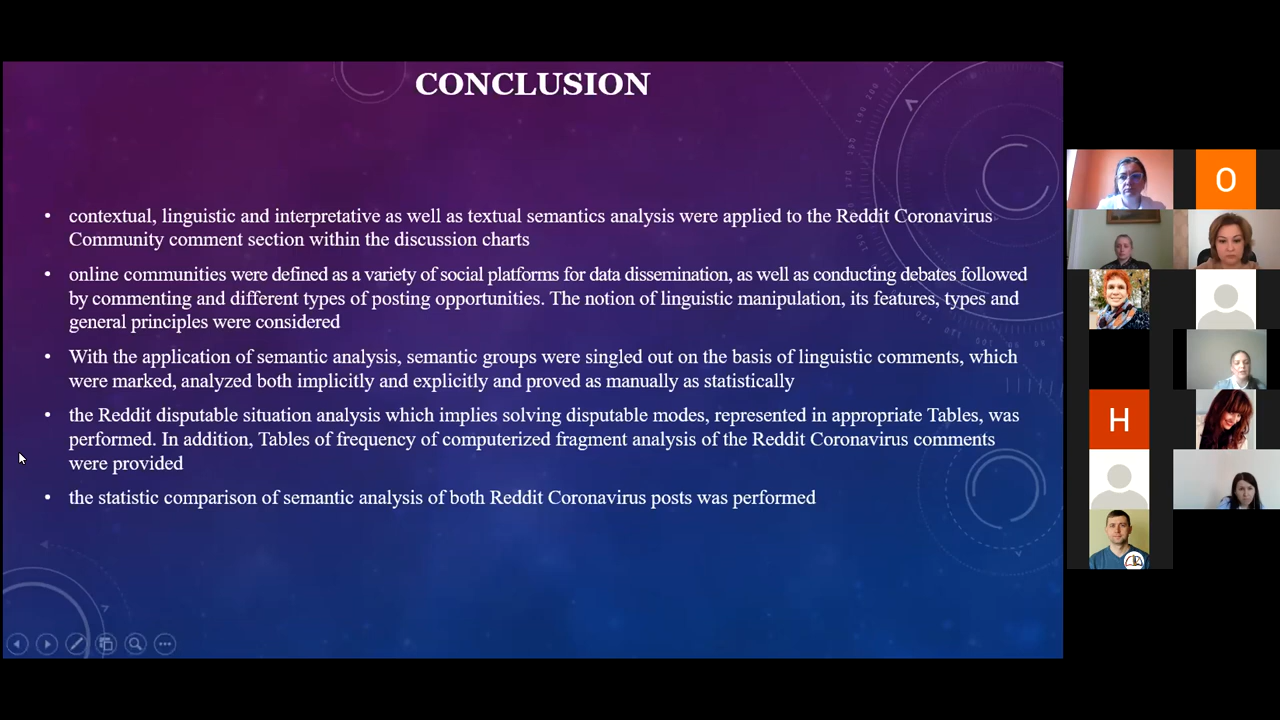 CONCLUSION
• contextual, linguistic and interpretative as well as textual semantics analysis were applied to the Reddit Coronavirus
Community comment section within the discussion charts
• online communities were defined as a variety of social platforms for data dissemination, as well as conducting debates followed
by commenting and different types of posting opportunities. The notion of linguistic manipulation, its features, types and
general principles were considered
• With the application of semantic analysis, semantic groups were singled out on the basis of linguistic comments, which
were marked, analyzed both implicitly and explicitly and proved as manually as statistically
• the Reddit disputable situation analysis which implies solving disputable modes, represented in appropriate Tables, was
performed. In addition, Tables of frequency of computerized fragment analysis of the Reddit Coronavirus comments
were provided
• the statistic comparison of semantic analysis of both Reddit Coronavirus posts was performed
O
H